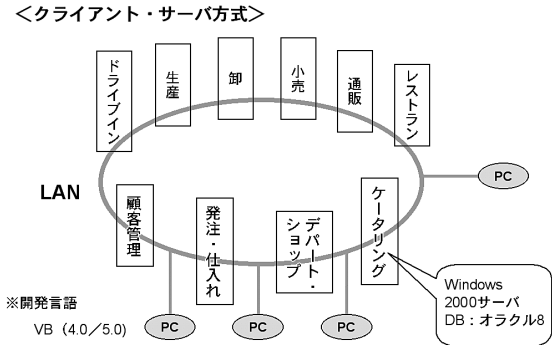 ＜クライアント・サーバ方式＞
ドライブイン
生産
卸
小売
通販
レストラン
LAN
PC
顧客管理
発注・仕入れ
デパート・
ショップ
ケータリング
Windows
2000サーバ
DB：オラクル8
※開発言語
VB（4.0／5.0）
PC
PC
PC